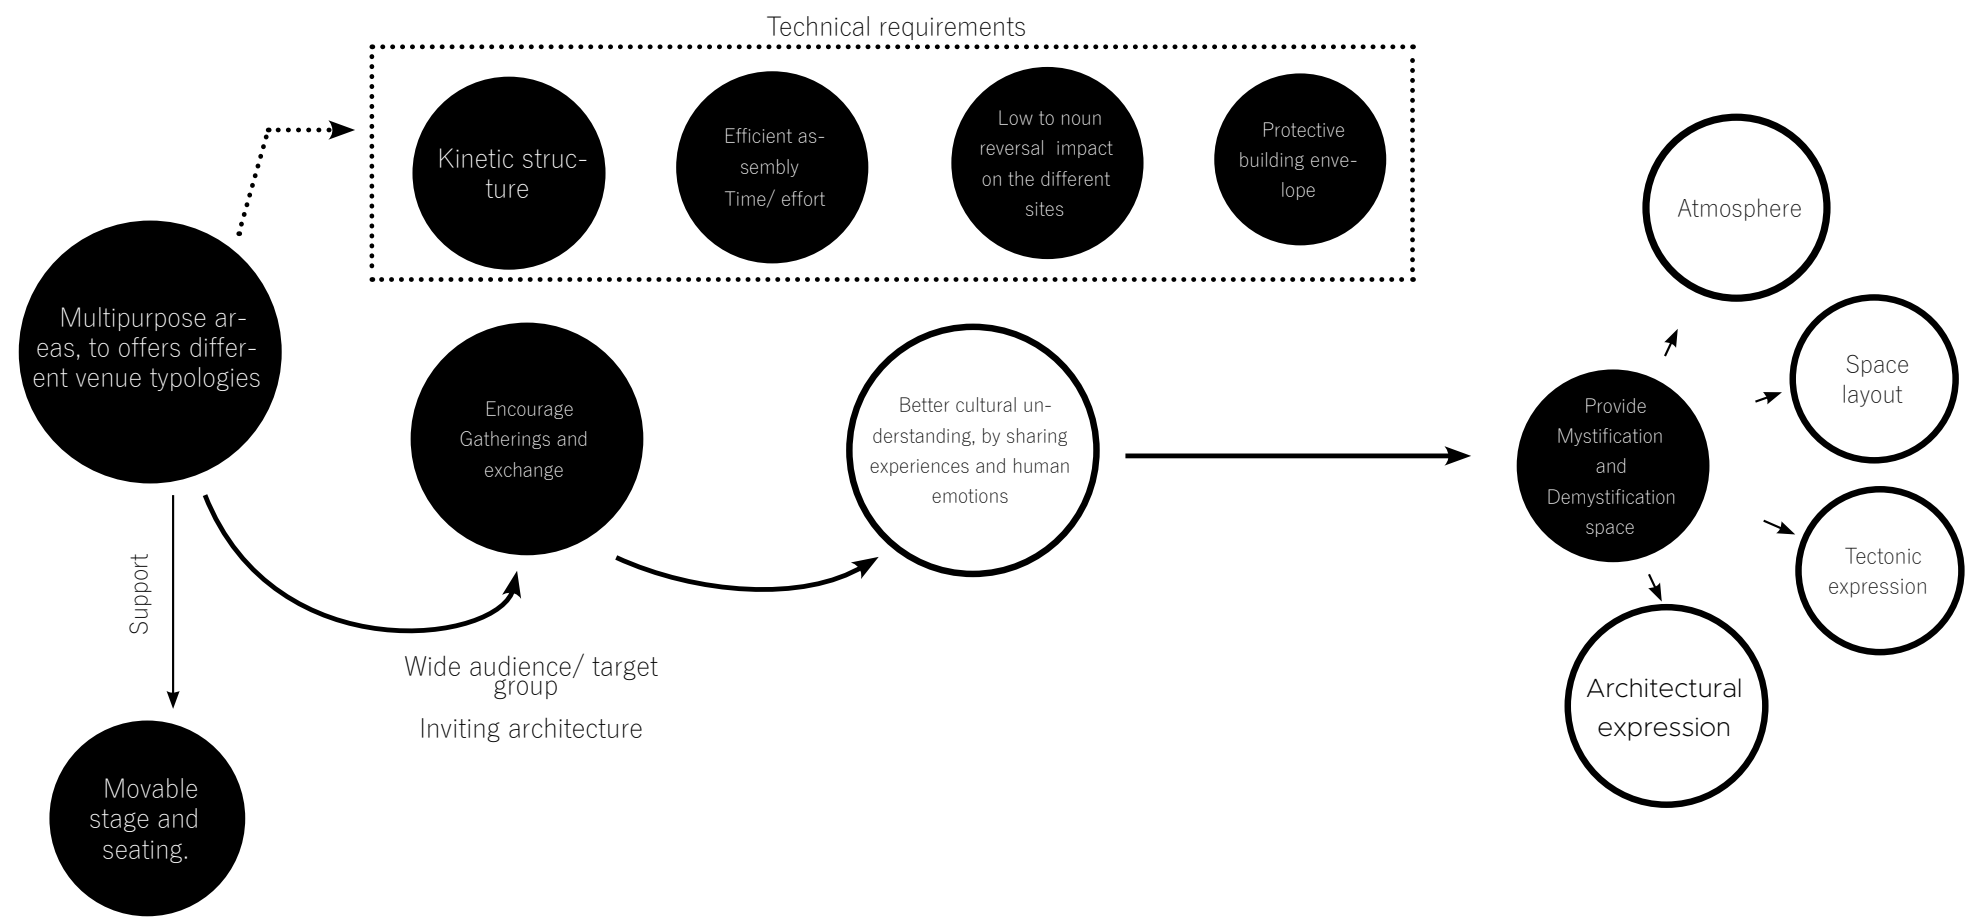 Technical requirements
Kinetic struc-
ture
Efficient as-
sembly
Time/ effort
Low to noun
reversal impact
on the different
sites
Protective
building enve-
lope
Multipurpose ar-
eas, to offers differ-
ent venue typologies
Encourage
Gatherings and
exchange
Better cultural un-
derstanding, by sharing
experiences and human
emotions
Provide
Mystification
and
Demystification
space
Atmosphere
Space
layout
Tectonic
expression
Architectural
expression
Support
Wide audience/ target
group
Inviting architecture
Movable
stage and
seating.